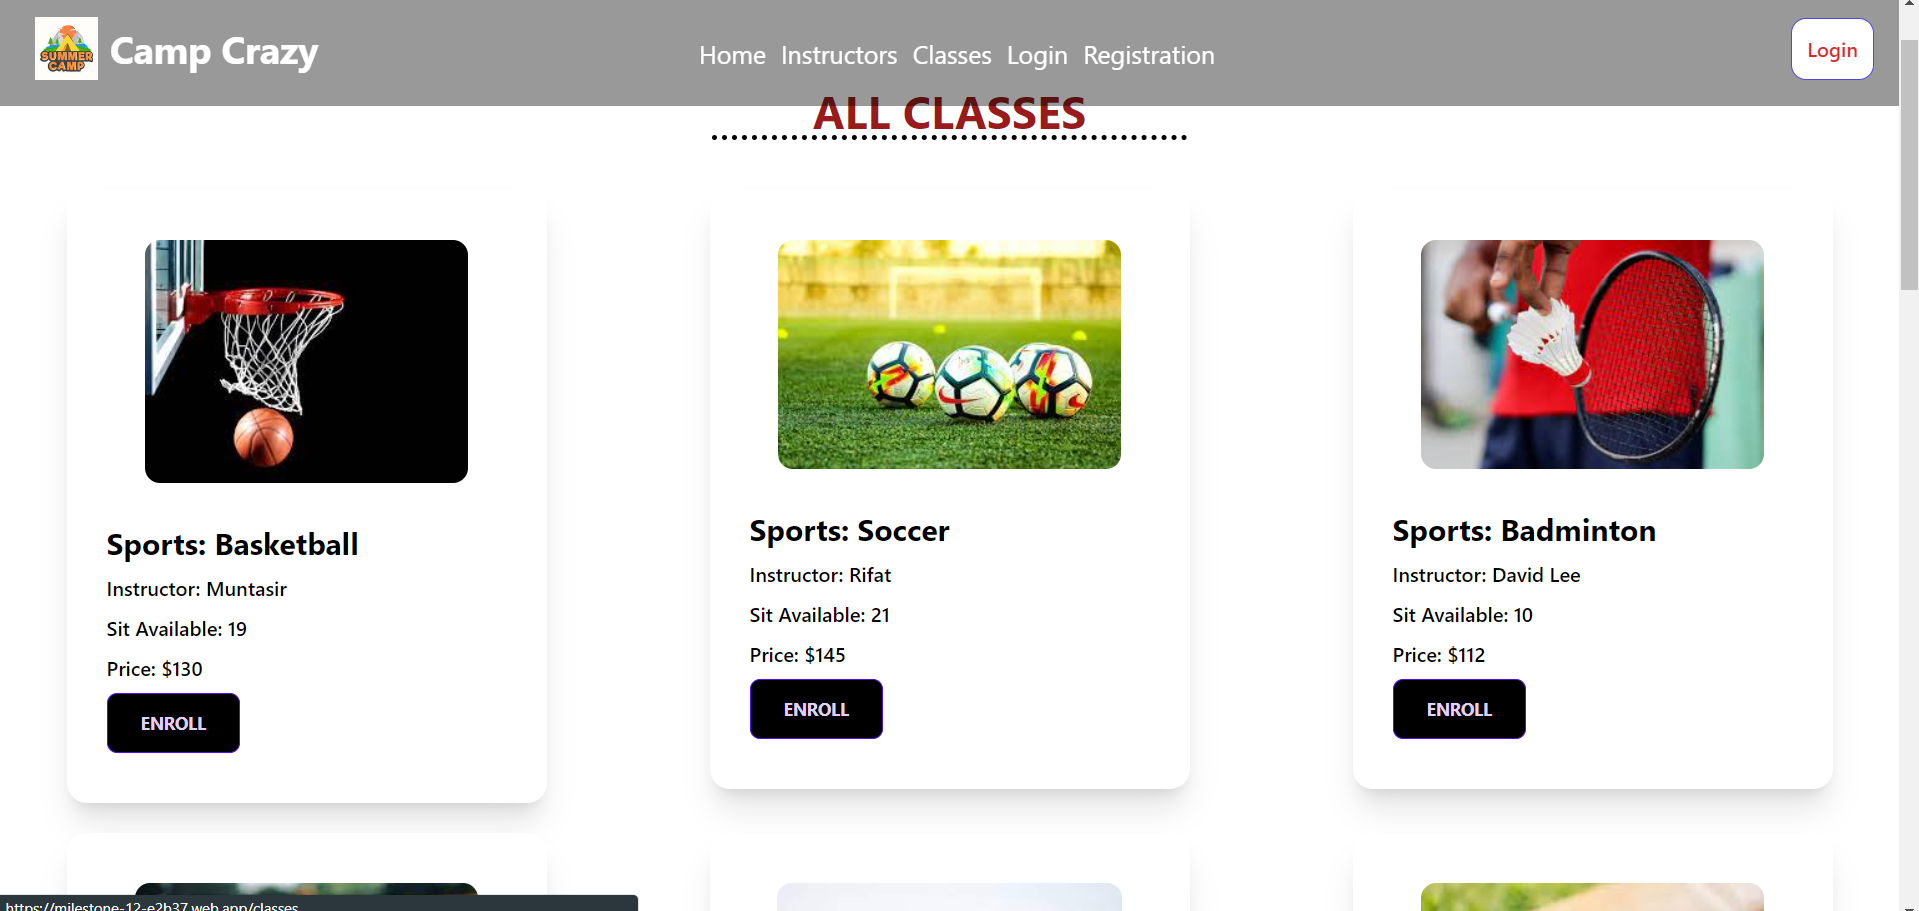 SUMMER
CAMP
Camp Crazy
Home Instructors Classes Login Registration
Login
ALL CLASSES
Sports: Basketball
Instructor: Muntasir
Sit Available: 19
Price: $130
ENROLL
Sports: Soccer
Instructor: Rifat
Sit Available: 21
Price: $145
ENROLL
Sports: Badminton
Instructor: David Lee
Sit Available: 10
Price: $112
ENROLL
https://milestone-12-e2b37.web.app/classes